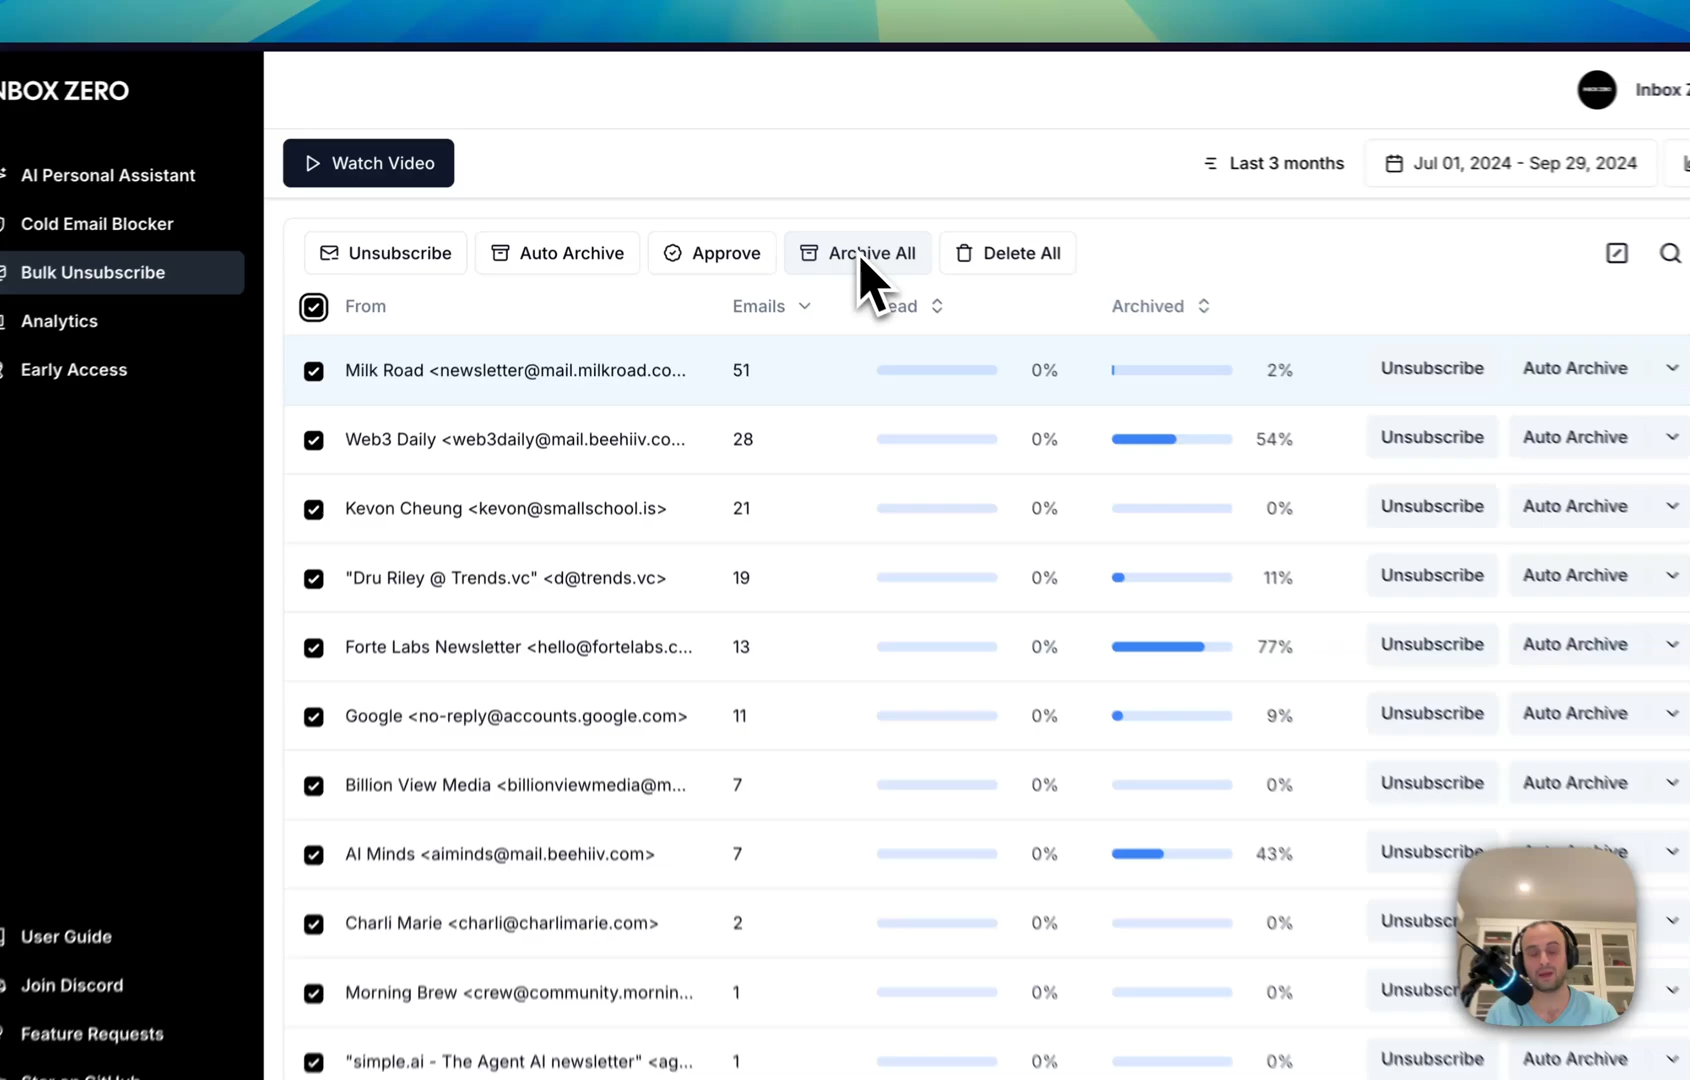 NBOX ZERO
Inbox Z
AI Personal Assistant
Cold Email Blocker
Bulk Unsubscribe
Analytics
Early Access
User Guide
Join Discord
Feature Requests
Star on GitHub
Watch Video
Last 3 months
Jul 01, 2024 - Sep 29, 2024
Unsubscribe Auto Archive Approve Archive All Delete All
From Emails ead Archived
Milk Road <newsletter@mail.milkroad.co... 51 0% 2% Unsubscribe Auto Archive
Web3 Daily <web3daily@mail.beehiiv.co... 28 0% 54% Unsubscribe Auto Archive
Kevon Cheung <kevon@smallschool.is> 21 0% 0% Unsubscribe Auto Archive
"Dru Riley @ Trends.vc" <d@trends.vc> 19 0% 11% Unsubscribe Auto Archive
Forte Labs Newsletter <hello@fortelabs.c... 13 0% 77% Unsubscribe Auto Archive
Google <no-reply@accounts.google.com> 11 0% 9% Unsubscribe Auto Archive
Billion View Media <billionviewmedia@m... 7 0% 0% Unsubscribe Auto Archive
AI Minds <aiminds@mail.beehiiv.com> 7 0% 43% Unsubscribe Auto Archive
Charli Marie <charli@charlimarie.com> 2 0% 0% Unsubscr
Morning Brew <crew@community.mornin... 1 0% 0% Unsubscr
"simple.ai - The Agent AI newsletter" <ag... 1 0% 0% Unsubscribe Auto Archive